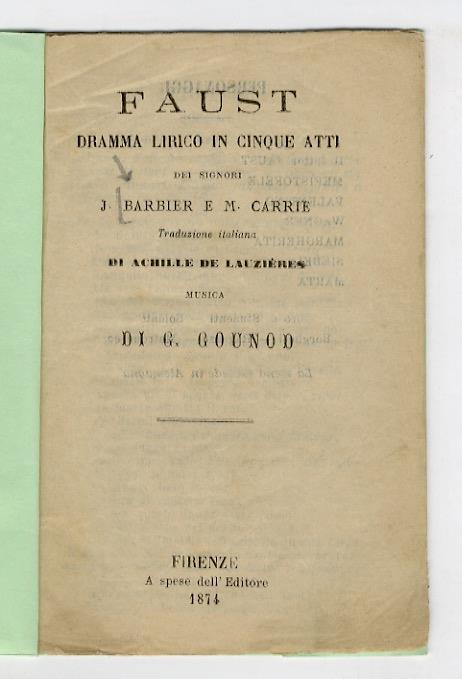 FAUST
DRAMMA LIRICO IN CINQUE ATTI
DEI SIGNORI
J. BARBIER E M. CARRIE
Traduzione italiana
DI ACHILLE DE LAUZIÈRES
MUSICA
DI G. GOUNOD
FIRENZE
A spese dell' Editore
1874